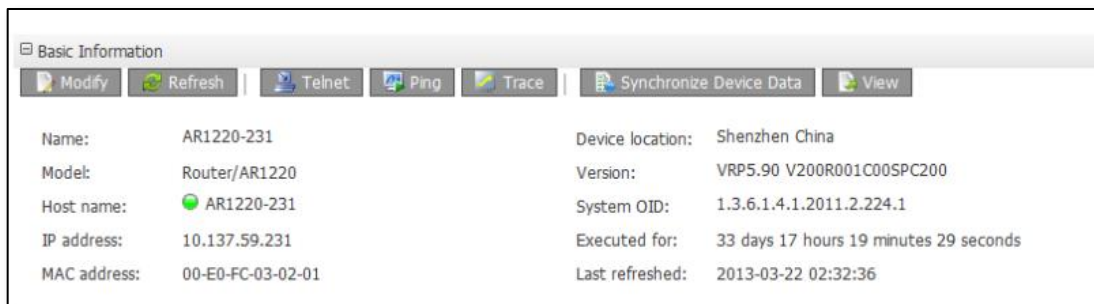 Basic Information
Modify Refresh Telnet Ping Trace Synchronize Device Data View
Name: AR1220-231 Device location: Shenzhen China
Model: Router/AR1220 Version: VRP5.90 V200R001C00SPC200
Host name: AR1220-231 System OID: 1.3.6.1.4.1.2011.2.224.1
IP address: 10.137.59.231 Executed for: 33 days 17 hours 19 minutes 29 seconds
MAC address: 00-E0-FC-03-02-01 Last refreshed: 2013-03-22 02:32:36